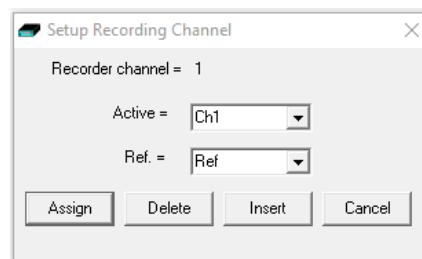 Setup Recording Channel
Recorder channel = 1
Active = Ch1
Ref. = Ref
Assign Delete Insert Cancel